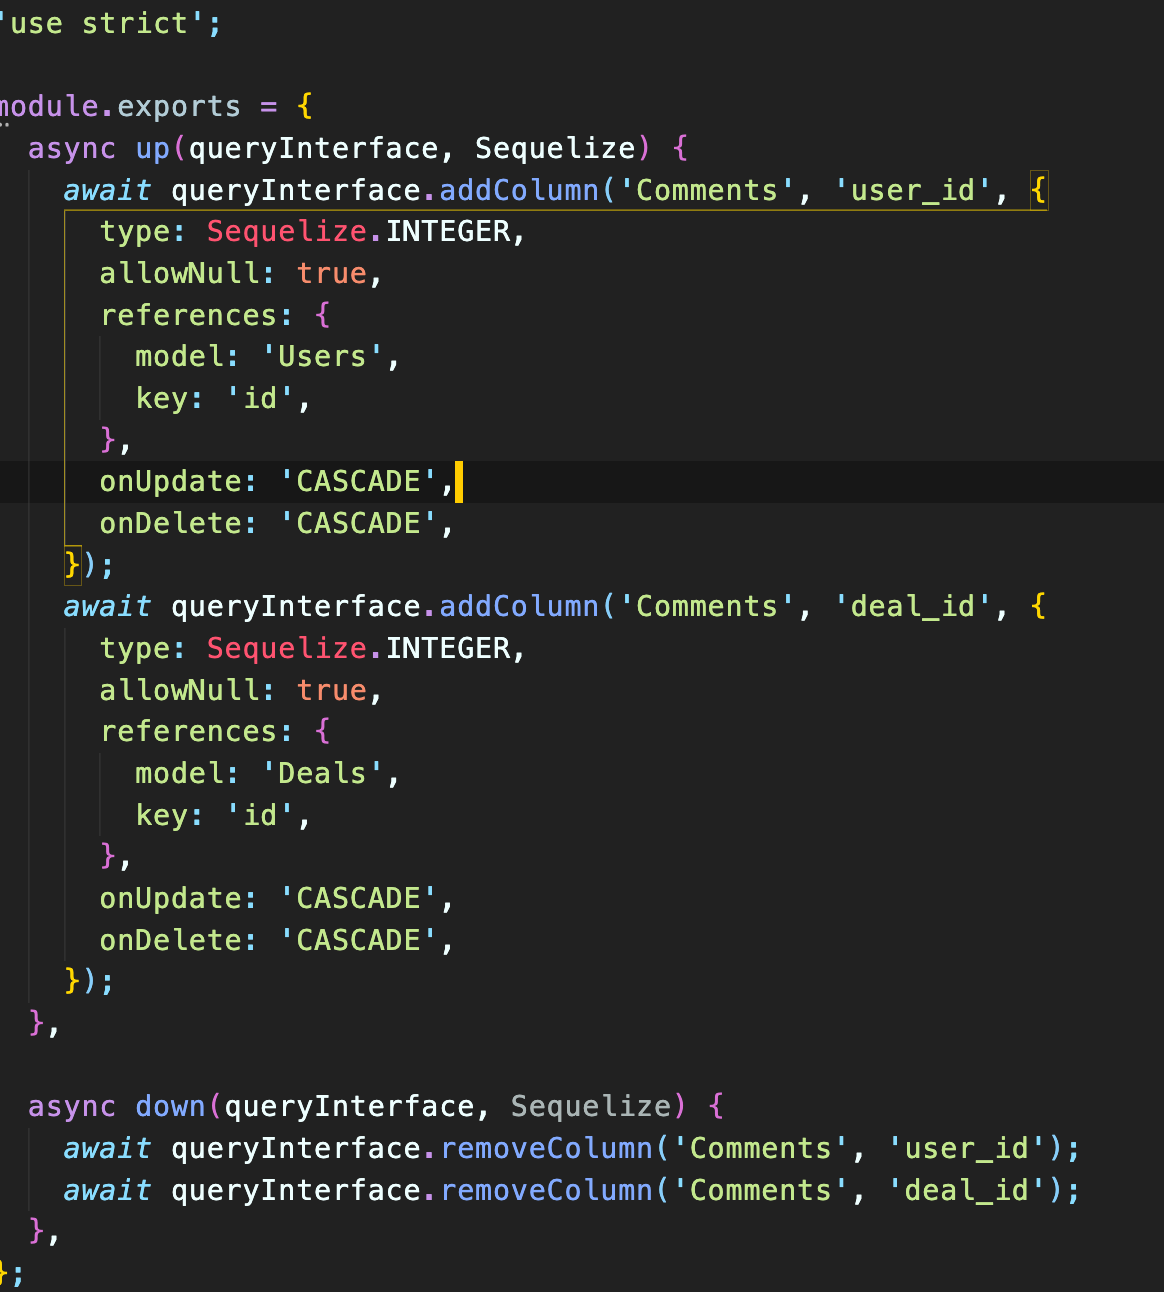 'use strict';
module.exports = {
async up(queryInterface, Sequelize) {
await queryInterface.addColumn('Comments', 'user_id', {
type: Sequelize.INTEGER,
allowNull: true,
references: {
model: 'Users',
key: 'id',
},
onUpdate: 'CASCADE',
onDelete: 'CASCADE',
});
await queryInterface.addColumn('Comments', 'deal_id', {
type: Sequelize.INTEGER,
allowNull: true,
references: {
model: 'Deals',
key: 'id',
},
onUpdate: 'CASCADE',
onDelete: 'CASCADE',
});
},
async down(queryInterface, Sequelize) {
await queryInterface.removeColumn('Comments', 'user_id');
await queryInterface.removeColumn('Comments', 'deal_id');
},
};